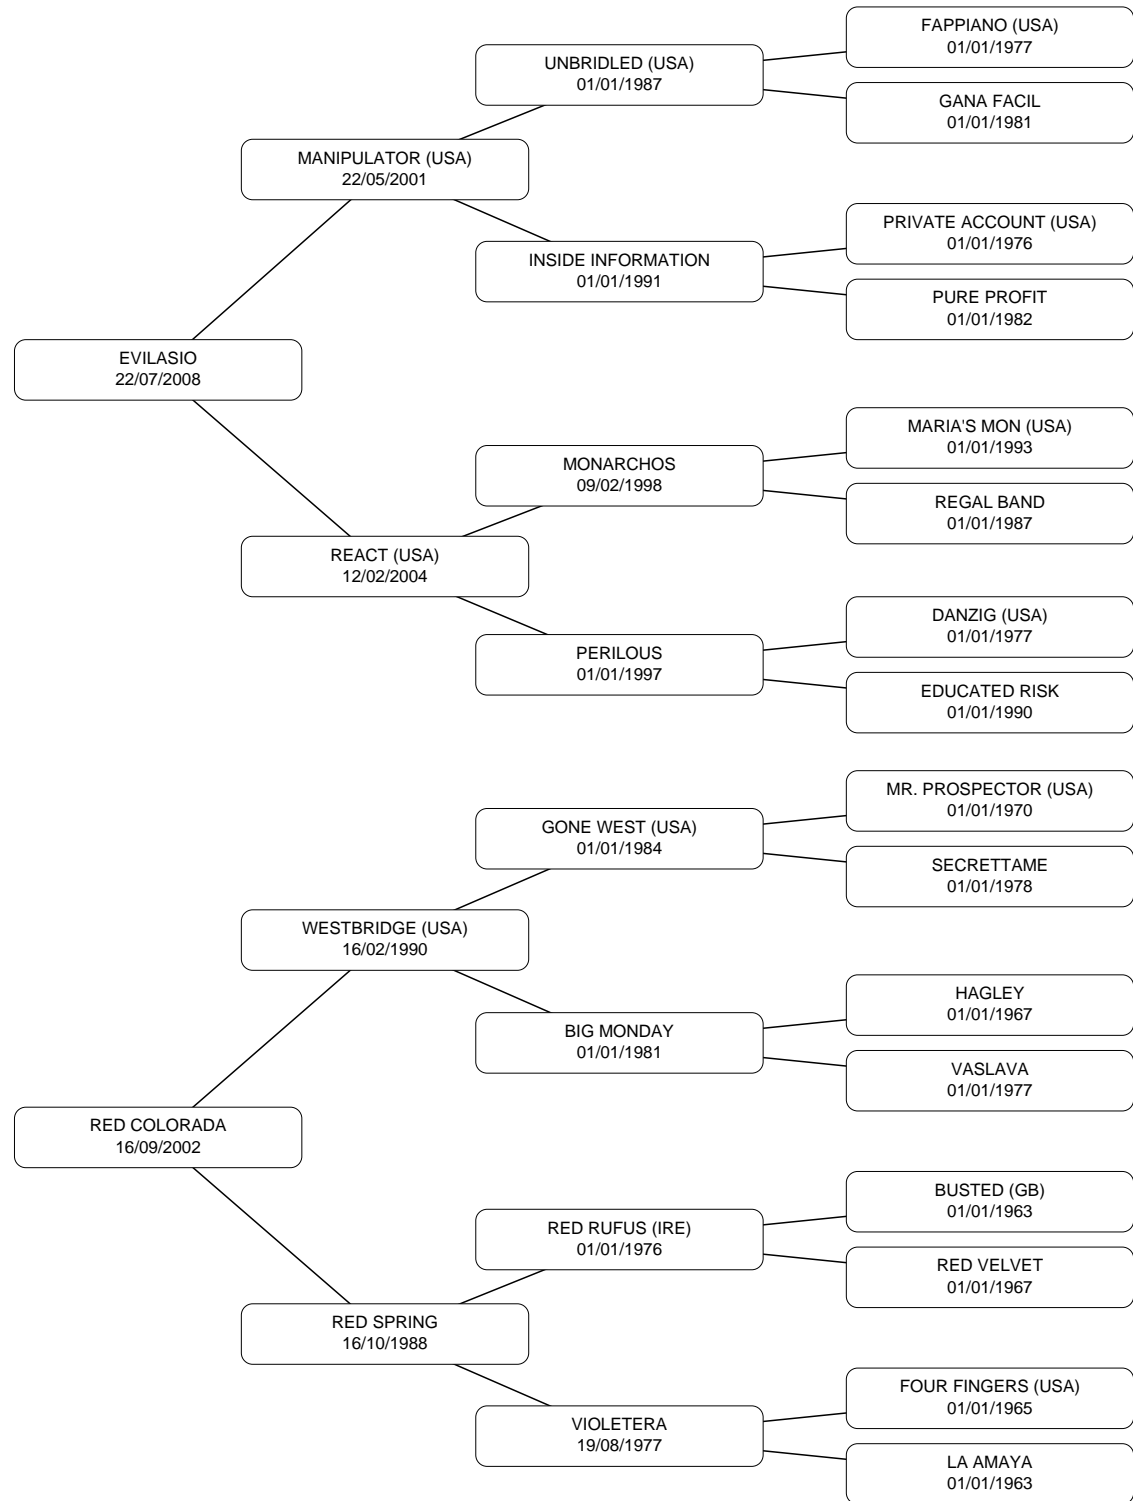 FAPPIANO (USA)
01/01/1977
UNBRIDLED (USA)
01/01/1987
GANA FACIL
01/01/1981
MANIPULATOR (USA)
22/05/2001
PRIVATE ACCOUNT (USA)
01/01/1976
INSIDE INFORMATION
01/01/1991
PURE PROFIT
01/01/1982
EVILASIO
22/07/2008
MARIA'S MON (USA)
01/01/1993
MONARCHOS
09/02/1998
REGAL BAND
01/01/1987
REACT (USA)
12/02/2004
DANZIG (USA)
01/01/1977
PERILOUS
01/01/1997
EDUCATED RISK
01/01/1990
MR. PROSPECTOR (USA)
01/01/1970
GONE WEST (USA)
01/01/1984
SECRETTAME
01/01/1978
WESTBRIDGE (USA)
16/02/1990
HAGLEY
01/01/1967
BIG MONDAY
01/01/1981
VASLAVA
01/01/1977
RED COLORADA
16/09/2002
BUSTED (GB)
01/01/1963
RED RUFUS (IRE)
01/01/1976
RED VELVET
01/01/1967
RED SPRING
16/10/1988
FOUR FINGERS (USA)
01/01/1965
VIOLETERA
19/08/1977
LA AMAYA
01/01/1963